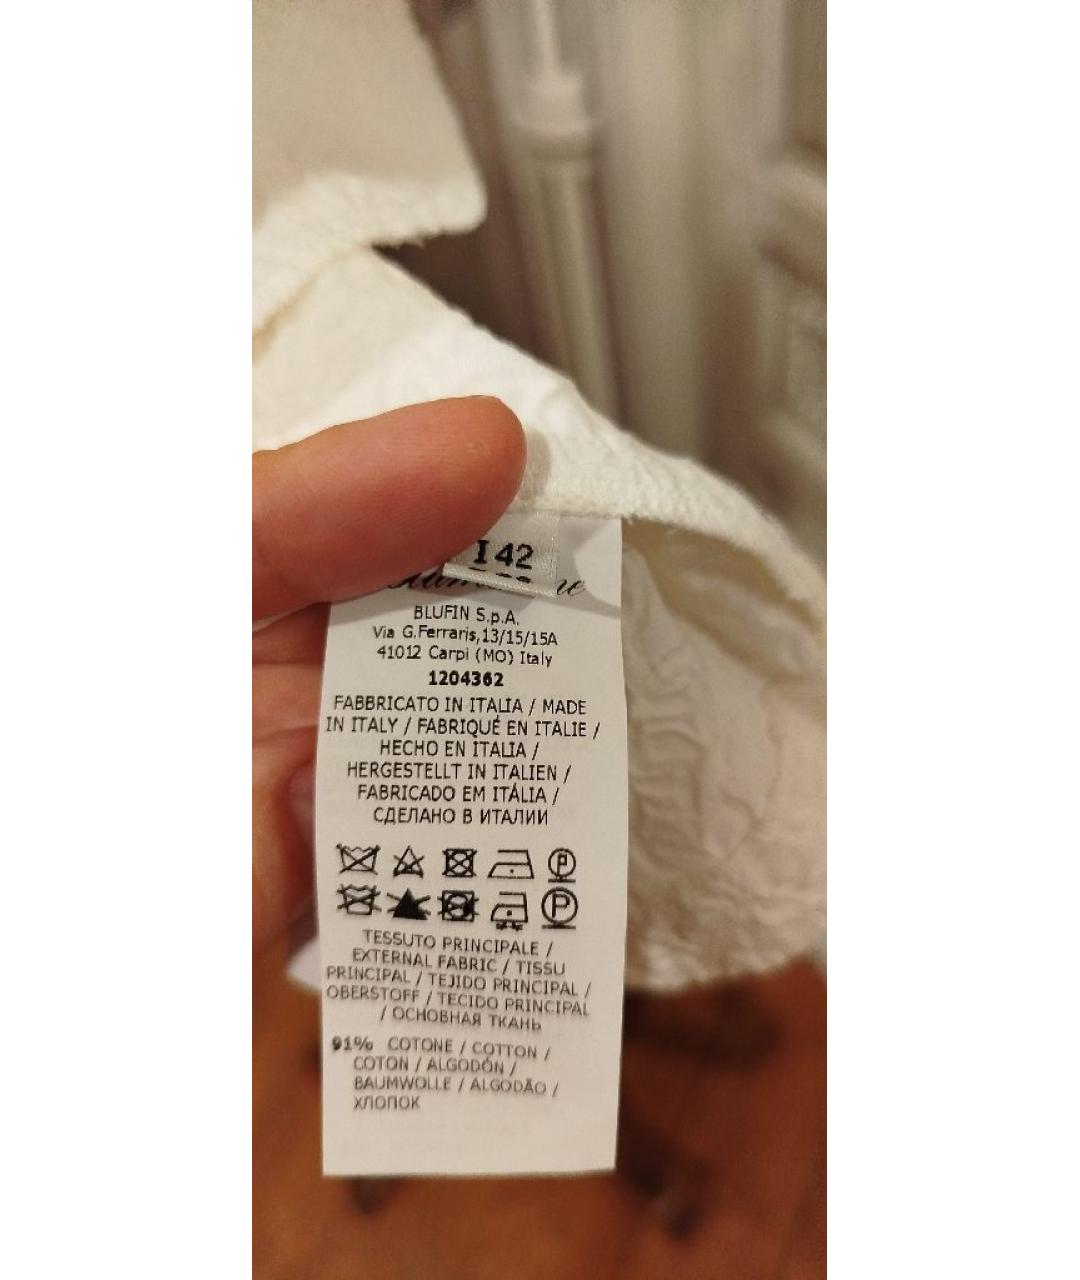 I 42
BLUFIN S.p.A.
Via G.Ferraris,13/15/15A
41012 Carpi (MO) Italy
1204362
FABBRICATO IN ITALIA / MADE
IN ITALY / FABRIQUÉ EN ITALIE /
HECHO EN ITALIA /
HERGESTELLT IN ITALIEN /
FABRICADO EM ITÁLIA /
СДЕЛАНО В ИТАЛИИ
P
P
TESSUTO PRINCIPALE /
EXTERNAL FABRIC / TISSU
PRINCIPAL / TEJIDO PRINCIPAL /
OBERSTOFF / TECIDO PRINCIPAL
/ ОСНОВНАЯ ТКАНЬ
91% COTONE / COTTON /
COTON / ALGODÓN /
BAUMWOLLE / ALGODÃO /
ХЛОПОК